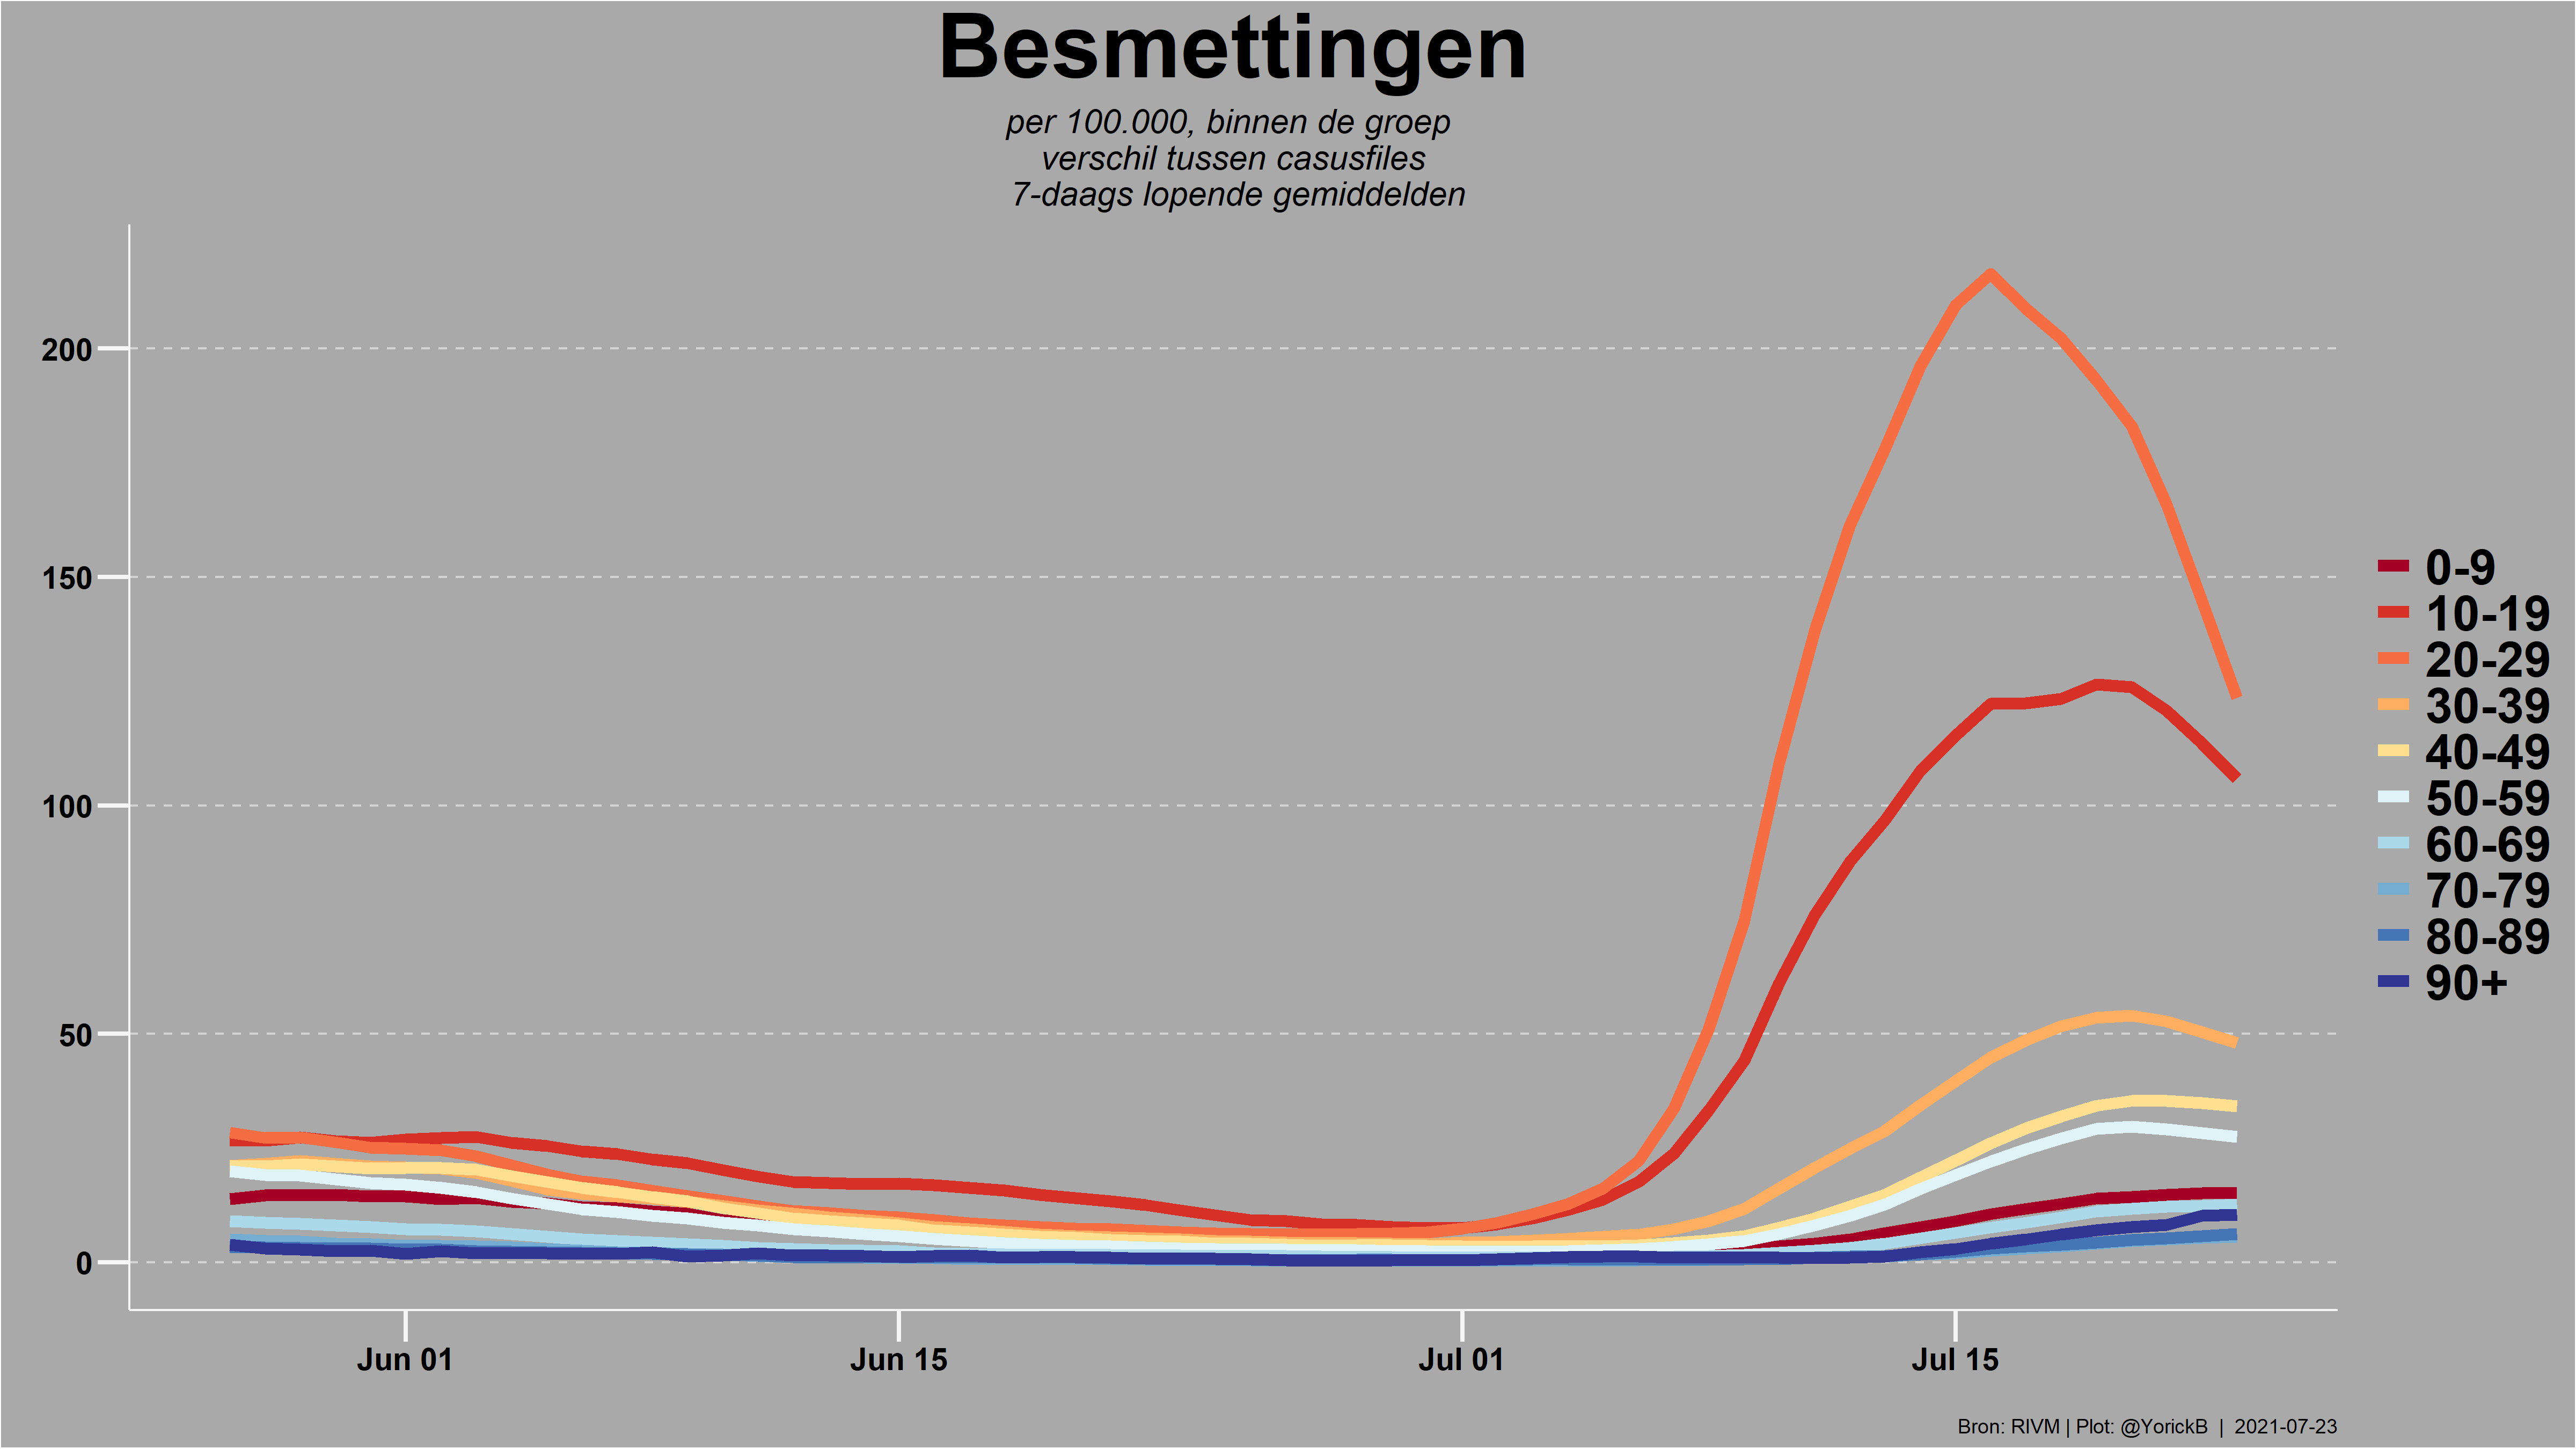 Besmettingen
per 100.000, binnen de groep
verschil tussen casusfiles
7-daags lopende gemiddelden
200
150
100
50
0
Jun 01
Jun 15
Jul 01
Jul 15
0-9
10-19
20-29
30-39
40-49
50-59
60-69
70-79
80-89
90+
Bron: RIVM | Plot: @YorickB | 2021-07-23